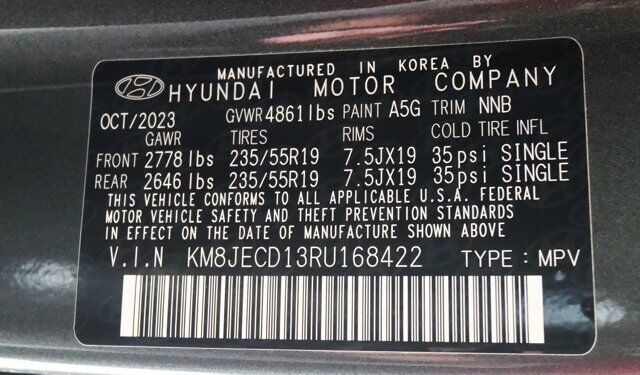 MANUFACTURED IN KOREA BY
HYUNDAI MOTOR COMPANY
OCT/2023 GVWR 4861lbs PAINT A5G TRIM NNB
GAWR TIRES RIMS COLD TIRE INFL
FRONT 2778 lbs 235/55R19 7.5JX19 35psi SINGLE
REAR 2646 lbs 235/55R19 7.5JX19 35psi SINGLE
THIS VEHICLE CONFORMS TO ALL APPLICABLE U.S.A. FEDERAL
MOTOR VEHICLE SAFETY AND THEFT PREVENTION STANDARDS
IN EFFECT ON THE DATE OF MANUFACTURE SHOWN ABOVE
V.I.N KM8JECD13RU168422 TYPE : MPV